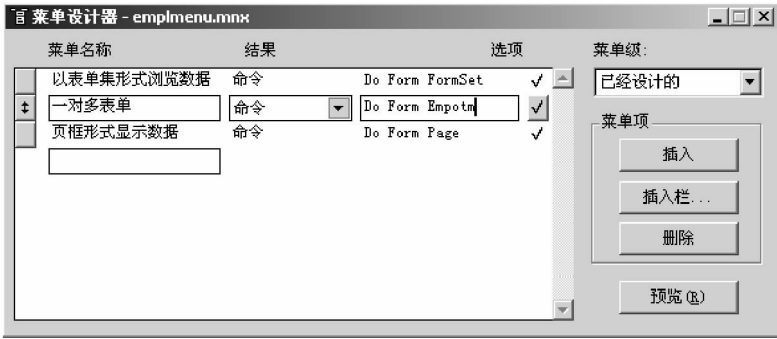 菜单设计器 - emplmenu.mnx
菜单名称 结果 选项 菜单级:
以表单集形式浏览数据 命令 Do Form FormSet 已经设计的
一对多表单 命令 Do Form Empotm 菜单项
页框形式显示数据 命令 Do Form Page
插入
插入栏...
删除
预览(R)